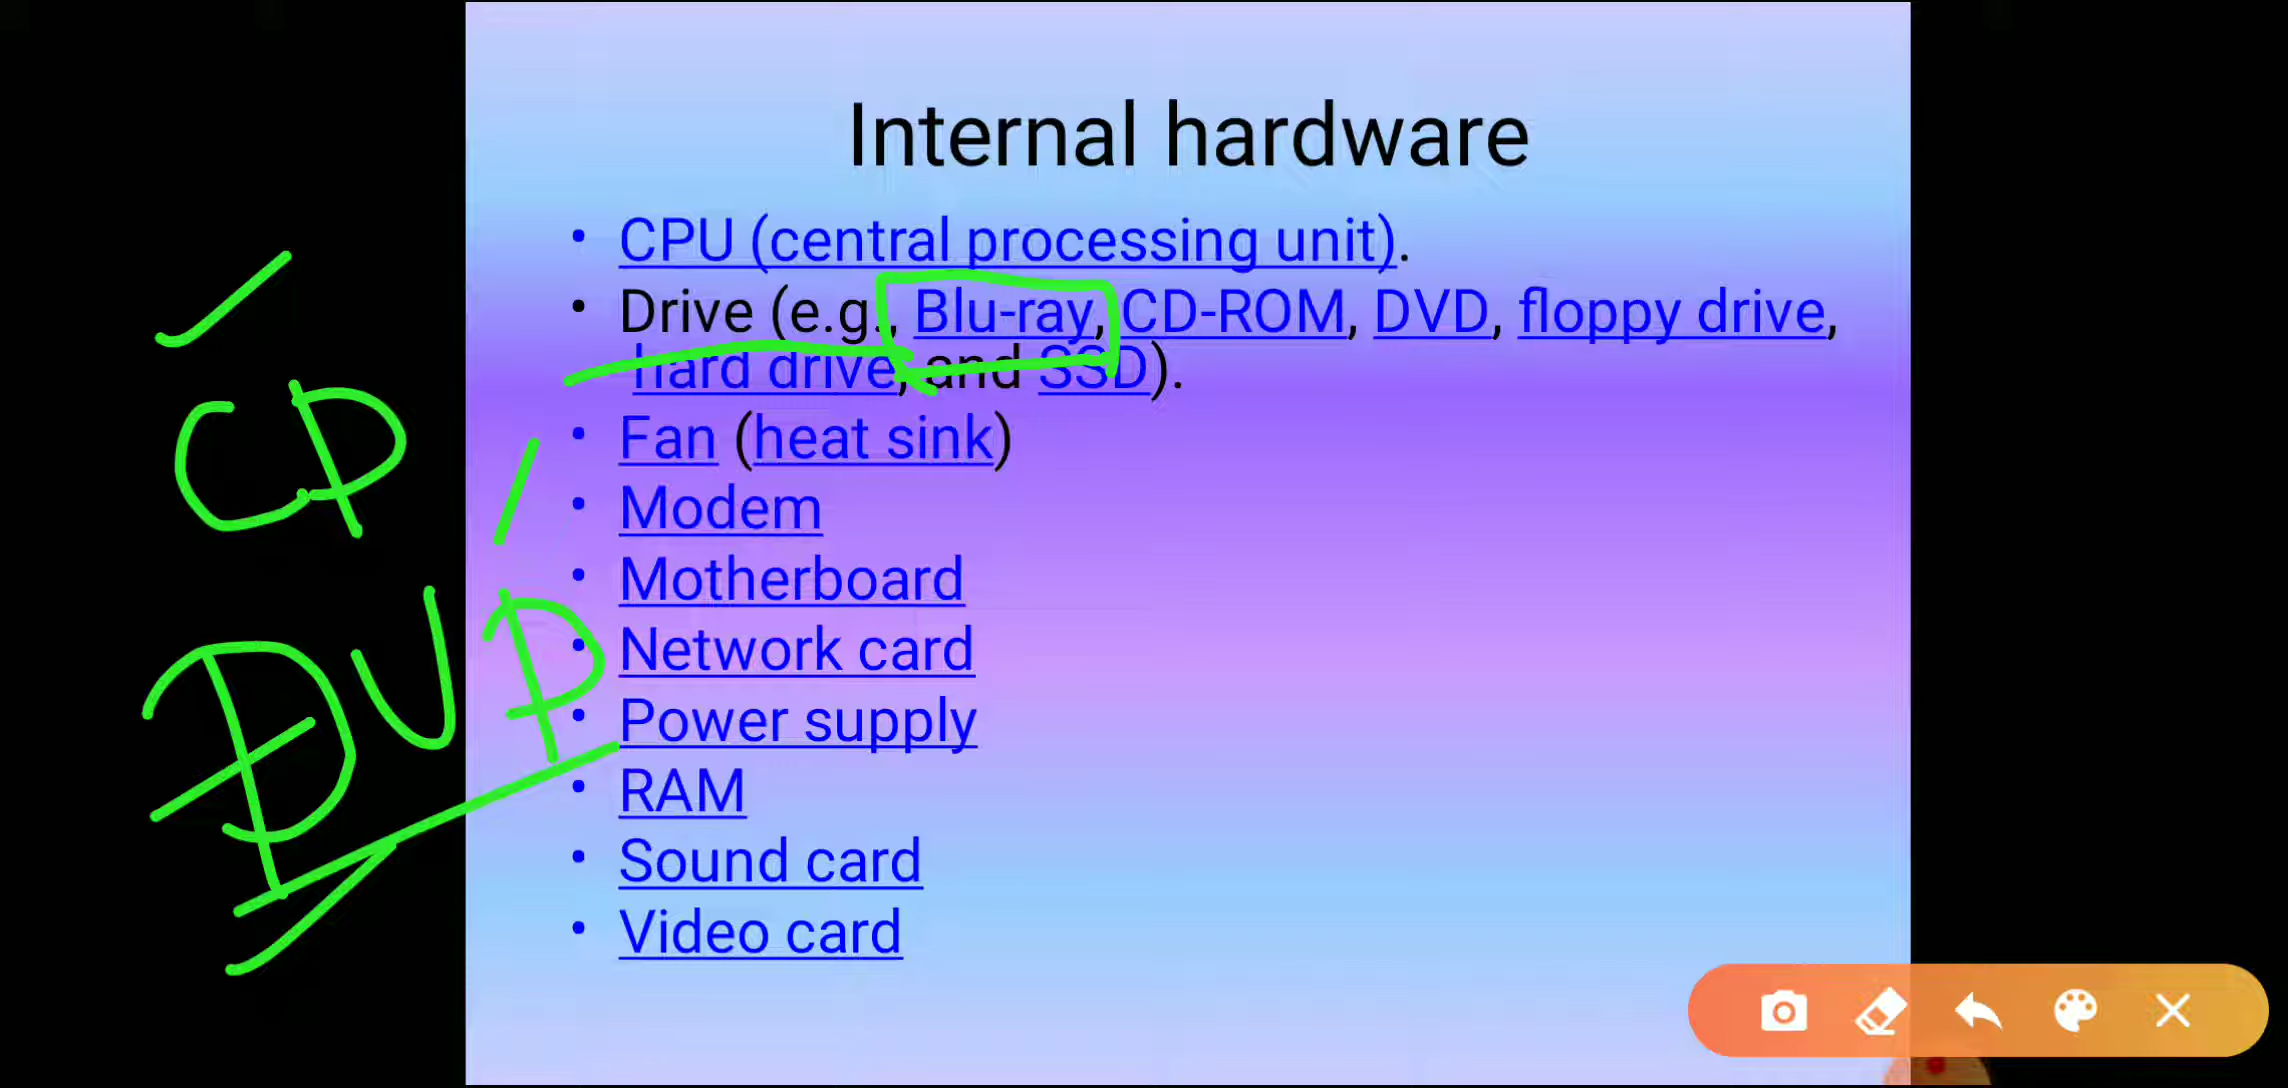 Internal hardware
• CPU (central processing unit).
• Drive (e.g., Blu-ray, CD-ROM, DVD, floppy drive,
hard drive, and SSD).
• Fan (heat sink)
• Modem
• Motherboard
• Network card
• Power supply
• RAM
• Sound card
• Video card
CD
DVD